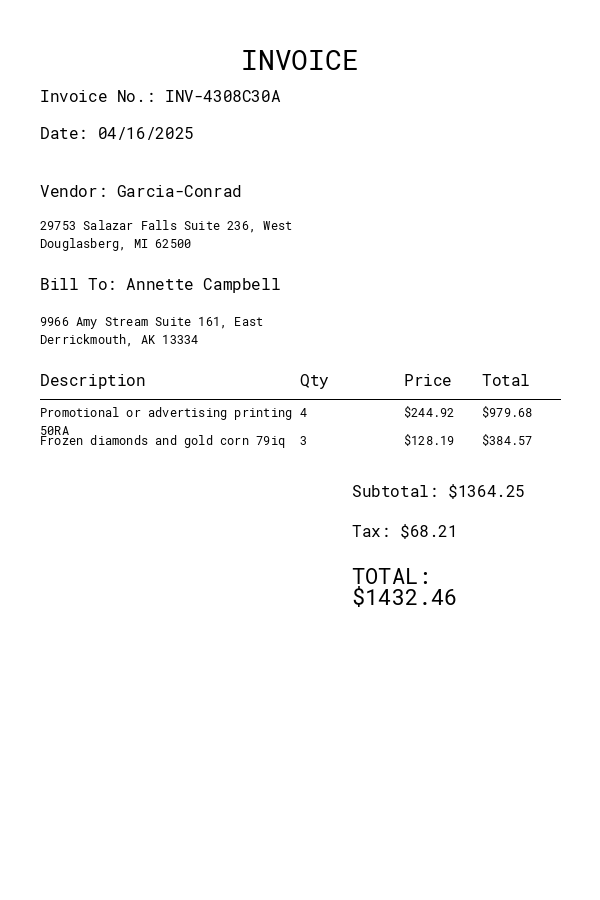 INVOICE
Invoice No.: INV-4308C30A
Date: 04/16/2025
Vendor: Garcia-Conrad
29753 Salazar Falls Suite 236, West
Douglasberg, MI 62500
Bill To: Annette Campbell
9966 Amy Stream Suite 161, East
Derrickmouth, AK 13334
Description Qty Price Total
Promotional or advertising printing 4 $244.92 $979.68
50RA
Frozen diamonds and gold corn 79iq 3 $128.19 $384.57
Subtotal: $1364.25
Tax: $68.21
TOTAL:
$1432.46